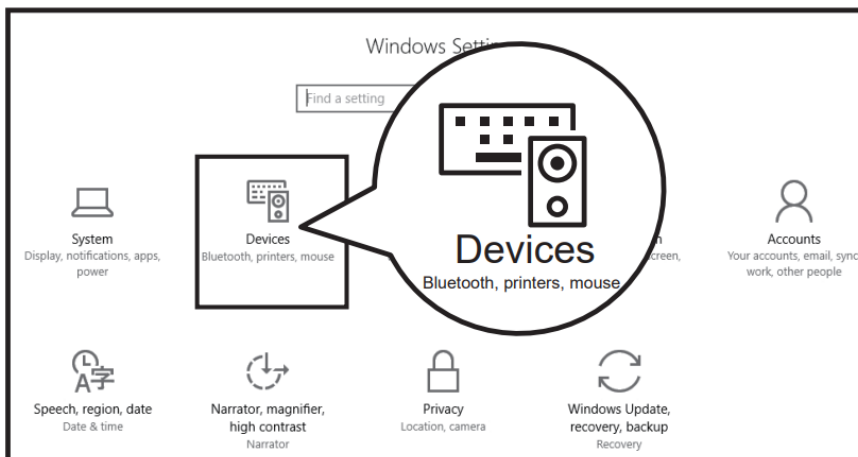 Windows
Find a setting
Devices
Bluetooth, printers, mouse
System
Display, notifications, apps,
power
Devices
Bluetooth, printers, mouse
Accounts
Your accounts, email, sync
work, other people
Speech, region, date
Date & time
Narrator, magnifier,
high contrast
Narrator
Privacy
Location, camera
Windows Update,
recovery, backup
Recovery
A字